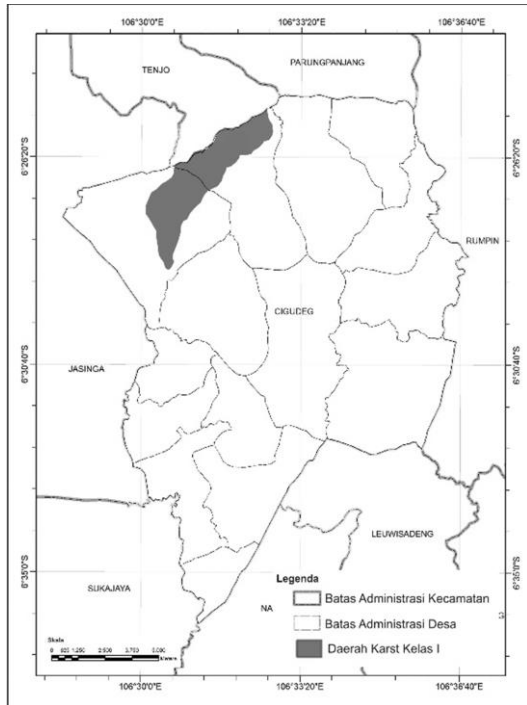 106°30'0"E 106°33'20"E 106°36'40"E
TENJO
PARUNGPANJANG
6°26'20"S 6°26'20"S
RUMPIN
CIGUDEG
6°30'40"S 6°30'40"S
JASINGA
LEUWISADENG
6°35'0"S 6°35'0"S
SUKAJAYA
Legenda
NA
Batas Administrasi Kecamatan
Batas Administrasi Desa
Daerah Karst Kelas I
Skala
106°30'0"E 106°33'20"E 106°36'40"E